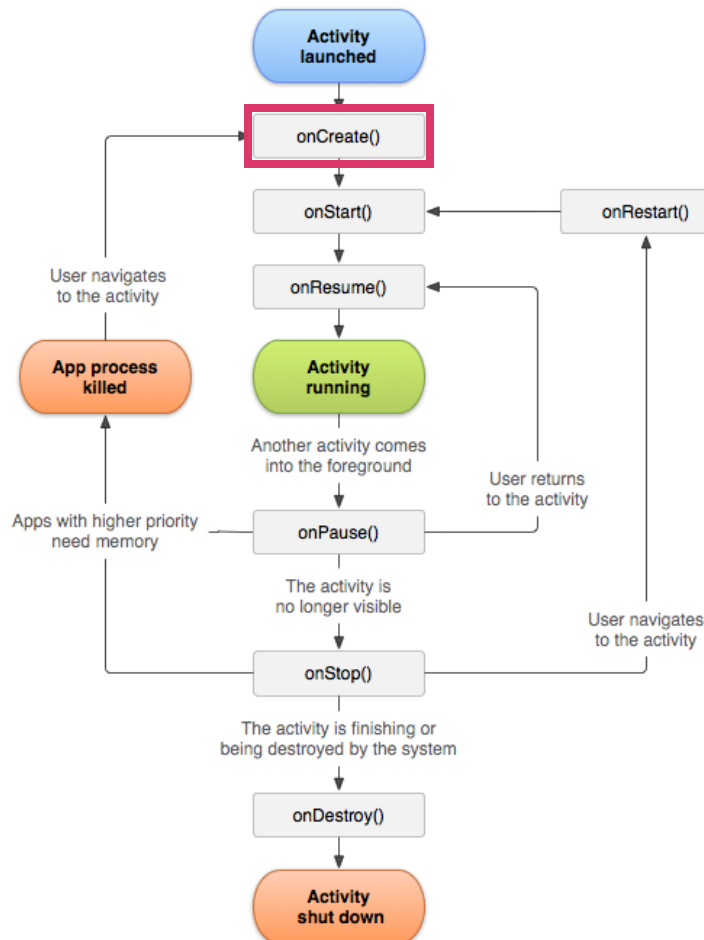 Activity
launched
onCreate()
onStart()
onRestart()
onResume()
User navigates
to the activity
App process
killed
Activity
running
Another activity comes
into the foreground
User returns
to the activity
Apps with higher priority
need memory
onPause()
The activity is
no longer visible
User navigates
to the activity
onStop()
The activity is finishing or
being destroyed by the system
onDestroy()
Activity
shut down